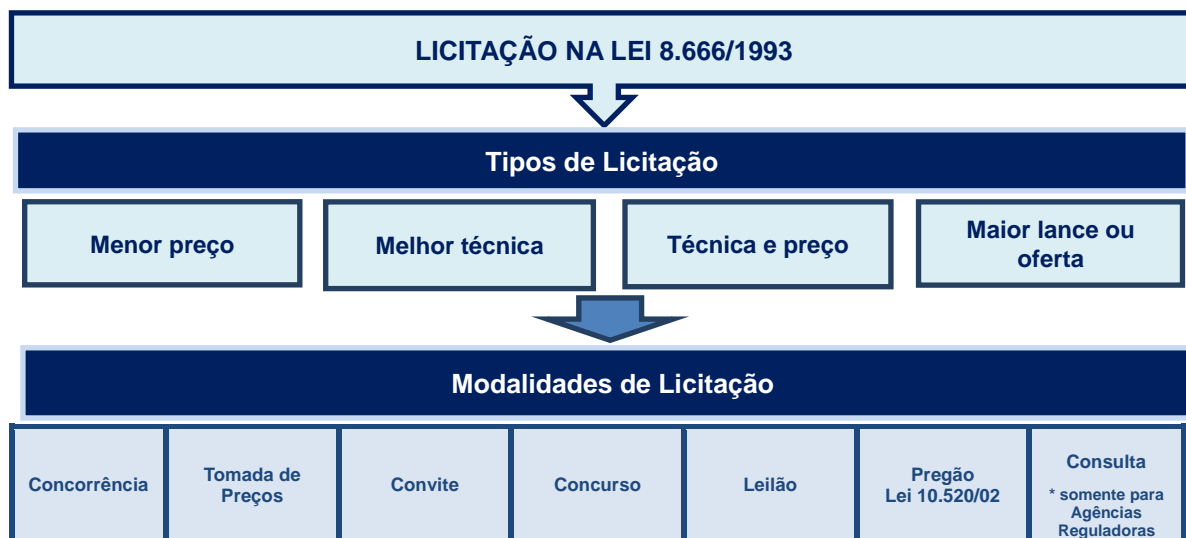 LICITAÇÃO NA LEI 8.666/1993
Tipos de Licitação
Menor preço
Melhor técnica
Técnica e preço
Maior lance ou
oferta
Modalidades de Licitação
Concorrência
Tomada de
Preços
Convite
Concurso
Leilão
Pregão
Lei 10.520/02
Consulta
* somente para
Agências
Reguladoras